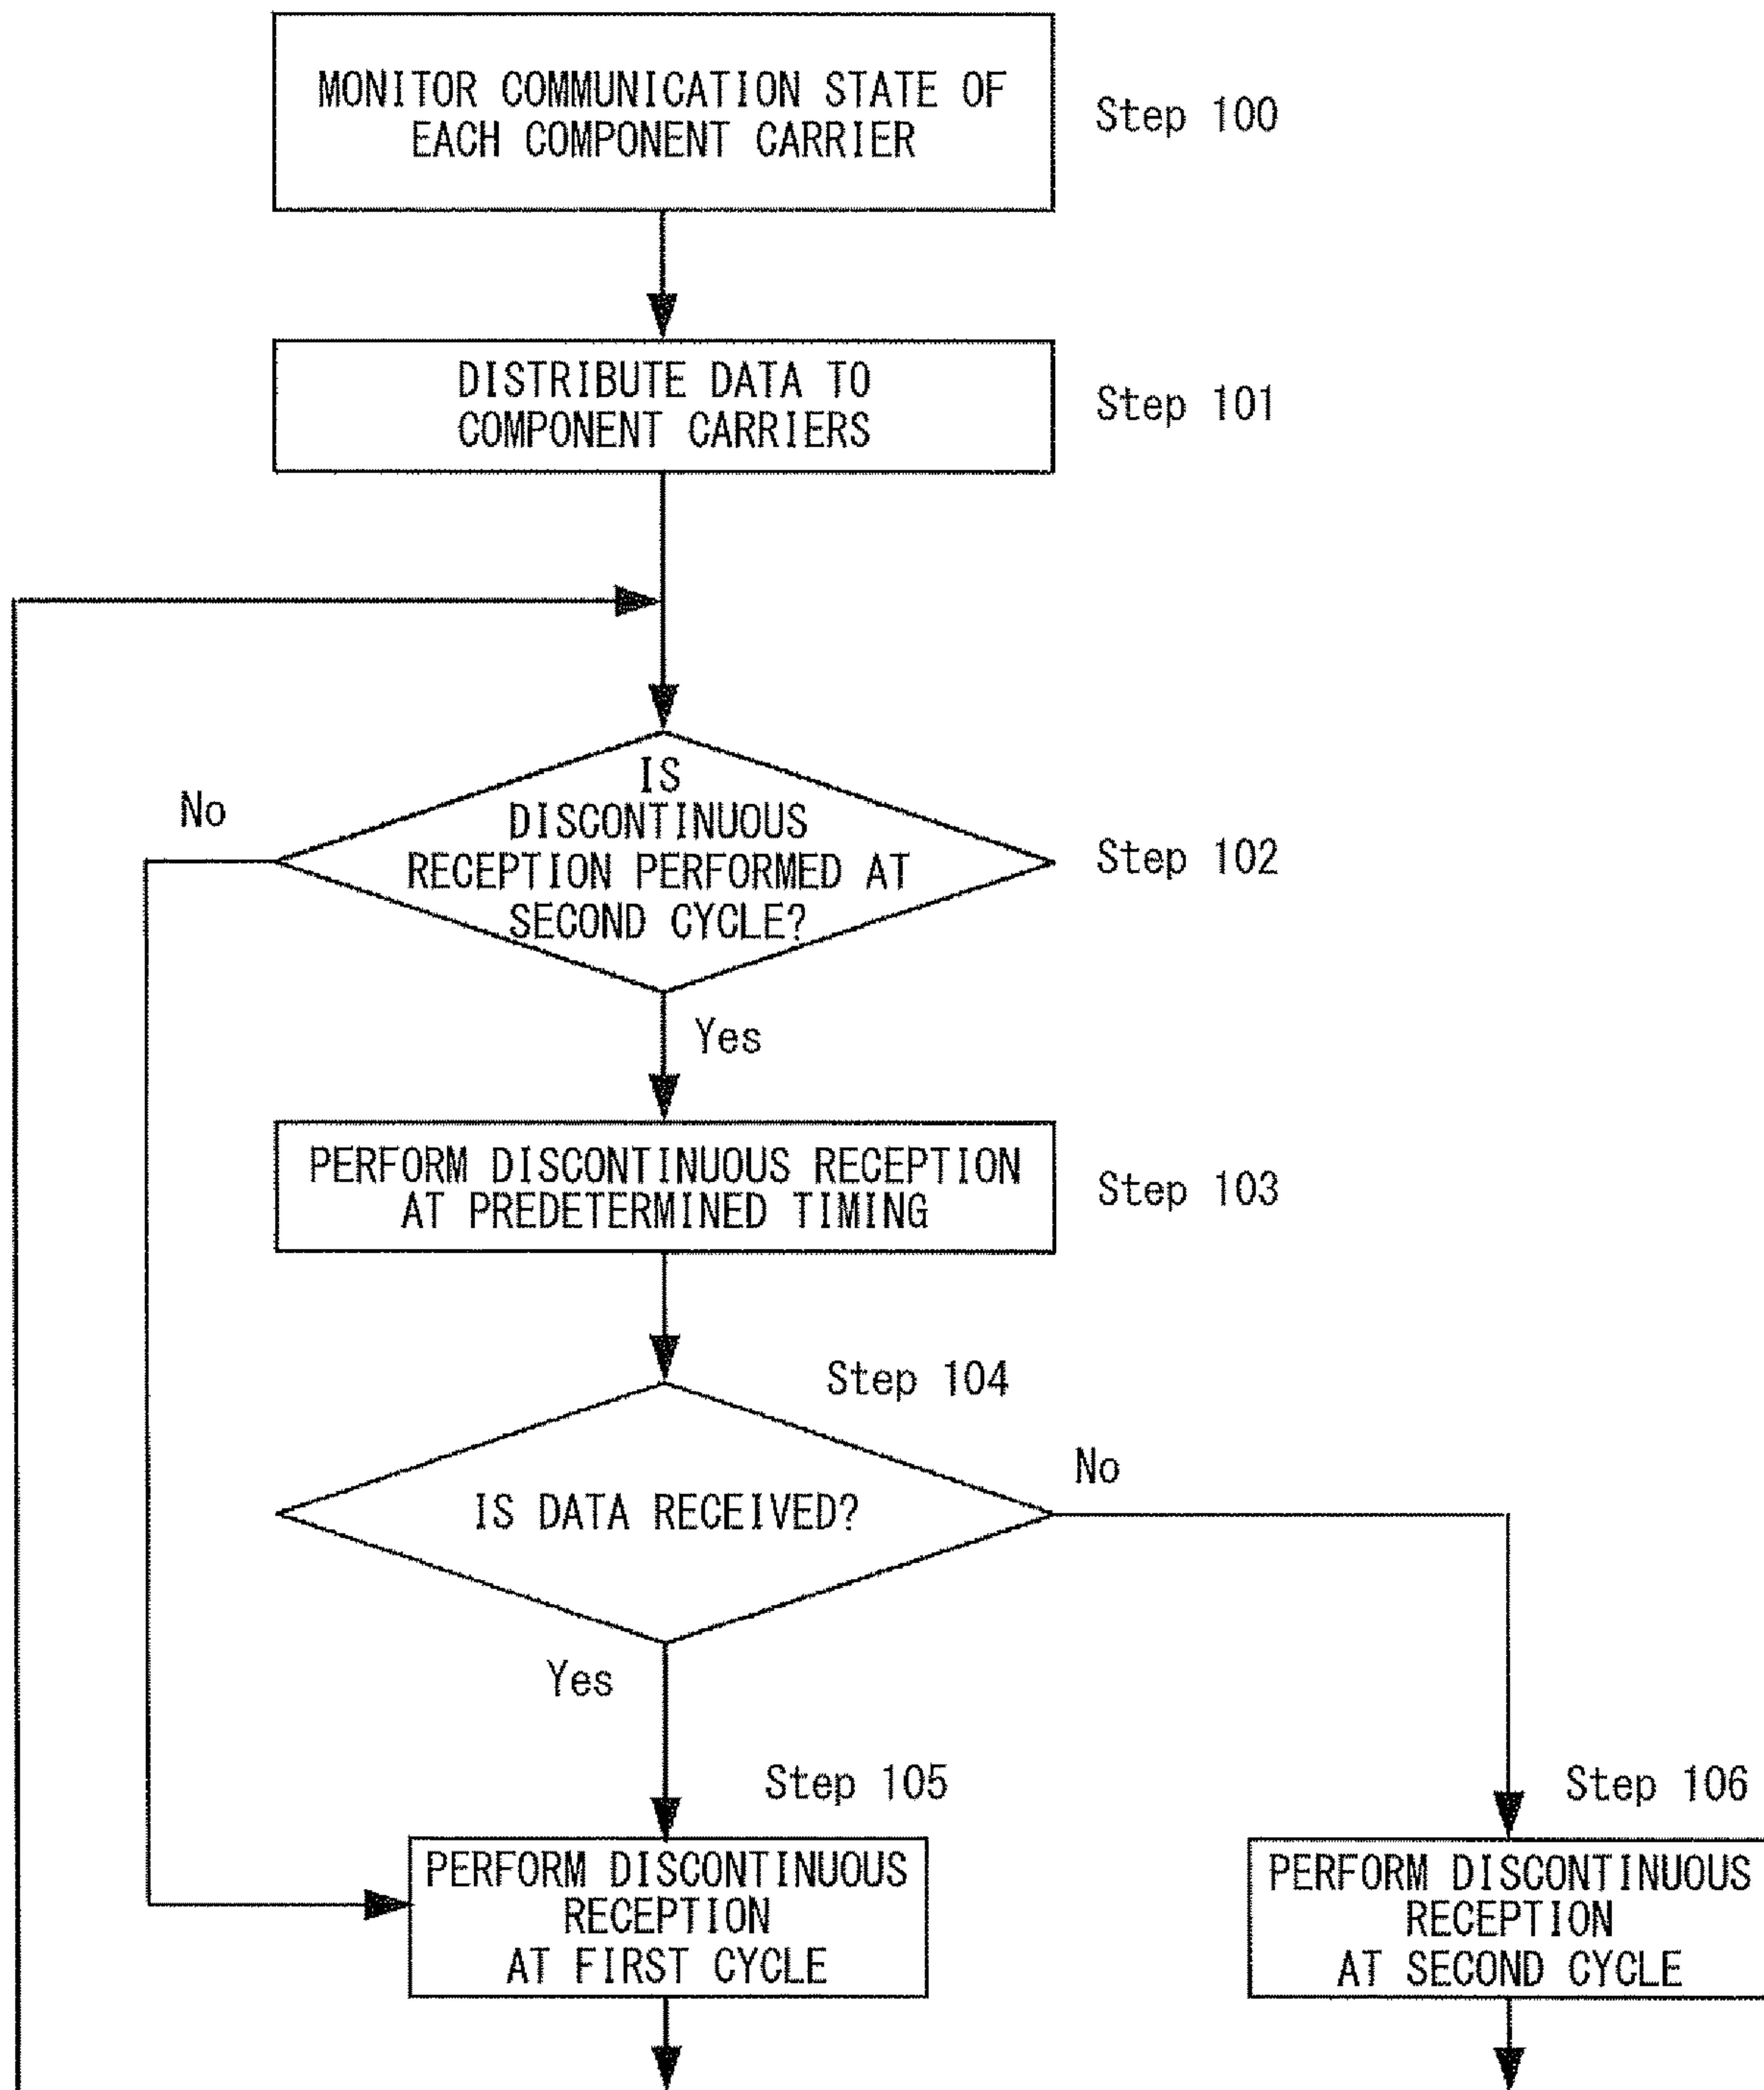 MONITOR COMMUNICATION STATE OF
EACH COMPONENT CARRIER
Step 100
DISTRIBUTE DATA TO
COMPONENT CARRIERS
Step 101
IS
DISCONTINUOUS
RECEPTION PERFORMED AT
SECOND CYCLE?
No
Step 102
Yes
PERFORM DISCONTINUOUS RECEPTION
AT PREDETERMINED TIMING
Step 103
Step 104
IS DATA RECEIVED?
No
Yes
Step 105
PERFORM DISCONTINUOUS
RECEPTION
AT FIRST CYCLE
Step 106
PERFORM DISCONTINUOUS
RECEPTION
AT SECOND CYCLE